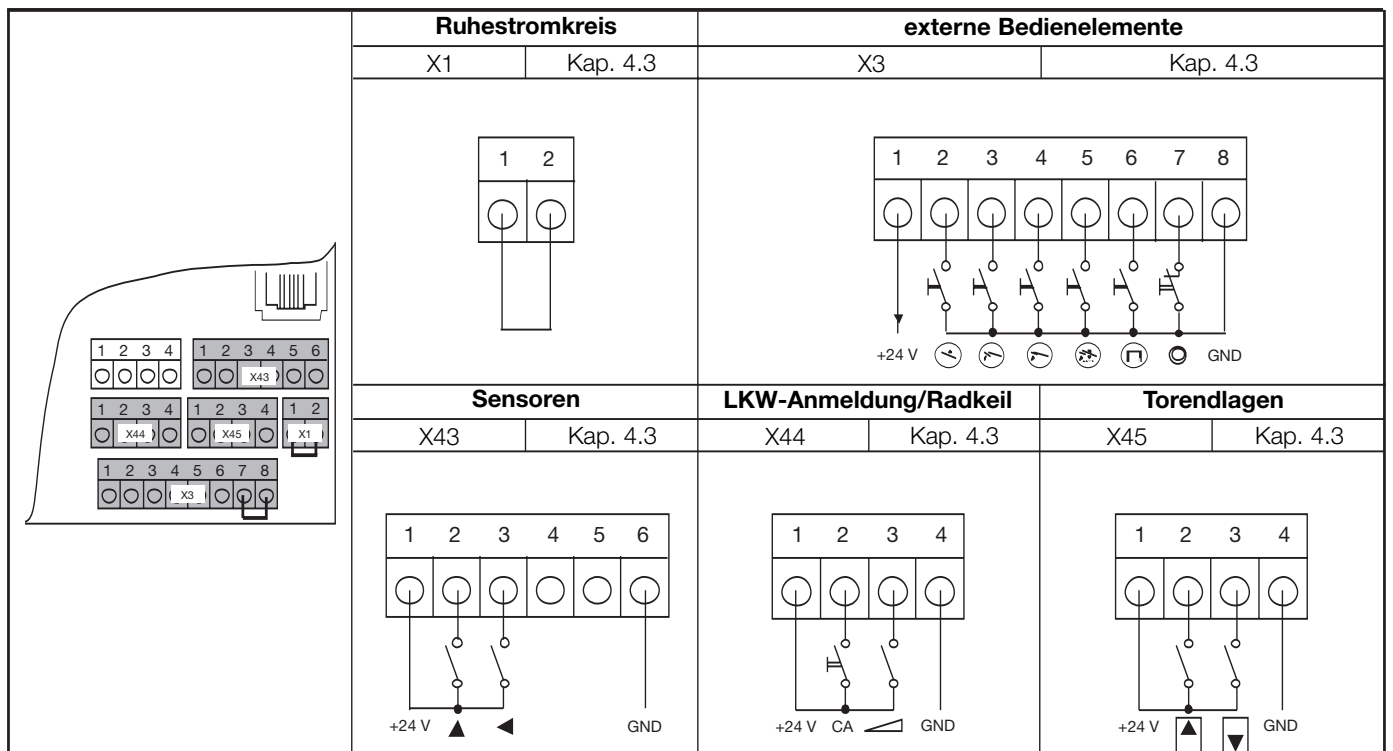 Ruhestromkreis
externe Bedienelemente
X1
Kap. 4.3
X3
Kap. 4.3
1 2
1 2 3 4 5 6 7 8
+24 V
GND
1 2 3 4
1 2 3 4 5 6
X43
1 2 3 4
1 2 3 4
1 2
X44
X45
X1
1 2 3 4 5 6 7 8
X3
Sensoren
LKW-Anmeldung/Radkeil
Torendlagen
X43
Kap. 4.3
X44
Kap. 4.3
X45
Kap. 4.3
1 2 3 4 5 6
1 2 3 4
1 2 3 4
+24 V
GND
+24 V CA
GND
+24 V
GND